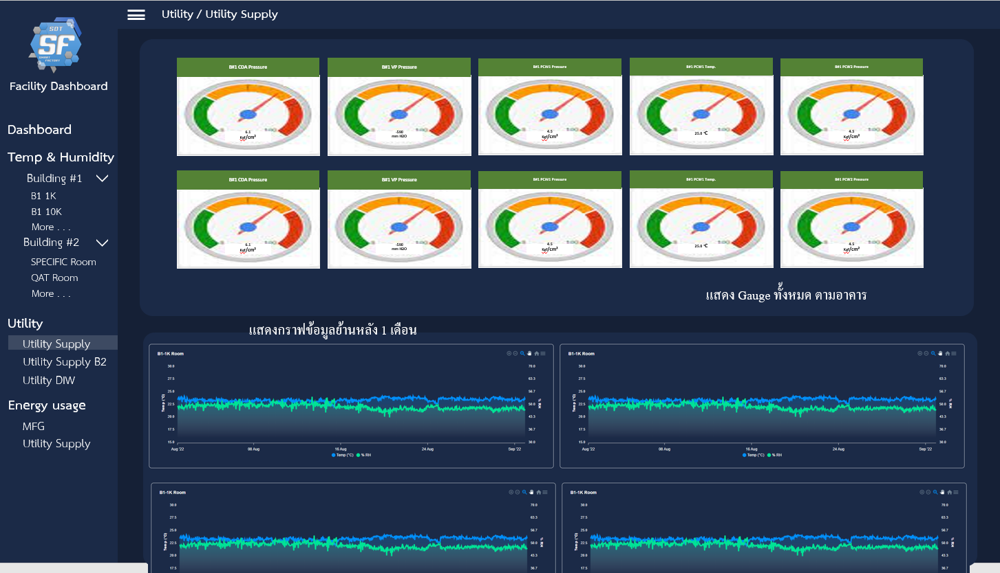 Utility / Utility Supply
SDT
SF
SMART
FACTORY
Facility Dashboard
Dashboard
Temp & Humidity
Building #1
B1 1K
B1 10K
More . . .
Building #2
SPECIFIC Room
QAT Room
More . . .
Utility
Utility Supply
Utility Supply B2
Utility DIW
Energy usage
MFG
Utility Supply
B#1 CDA Pressure
6.1
Kgf/cm²
B#1 VP Pressure
-590
mm H2O
B#1 PCW1 Pressure
4.5
Kgf/cm²
B#1 PCW1 Temp.
25.0 °C
B#1 PCW2 Pressure
4.5
Kgf/cm²
B#1 CDA Pressure
6.1
Kgf/cm²
B#1 VP Pressure
-590
mm H2O
B#1 PCW1 Pressure
4.5
Kgf/cm²
B#1 PCW1 Temp.
25.0 °C
B#1 PCW2 Pressure
4.5
Kgf/cm²
แสดง Gauge ทั้งหมด ตามอาคาร
แสดงกราฟข้อมูลย้านหลัง 1 เดือน
B1-1K Room
30.0
27.5
25.0
22.5
20.0
17.5
15.0
Temp (°C)
70.0
63.3
56.7
50.0
43.3
36.7
30.0
% RH
Aug '22 08 Aug 16 Aug 24 Aug Sep '22
Temp (°C) % RH
B1-1K Room
30.0
27.5
25.0
22.5
20.0
17.5
15.0
Temp (°C)
70.0
63.3
56.7
50.0
43.3
36.7
30.0
% RH
Aug '22 08 Aug 16 Aug 24 Aug Sep '22
Temp (°C) % RH
B1-1K Room
30.0
27.5
25.0
22.5
20.0
17.5
Temp (°C)
70.0
63.3
56.7
50.0
43.3
36.7
% RH
B1-1K Room
30.0
27.5
25.0
22.5
20.0
17.5
Temp (°C)
70.0
63.3
56.7
50.0
43.3
36.7
% RH